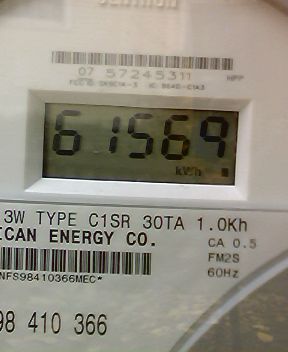 07 57245311
HPP
61569
kWh
3W TYPE C1SR 30TA 1.0Kh
ICAN ENERGY CO.
CA 0.5
FM2S
60Hz
NFS98410366MEC*
98 410 366